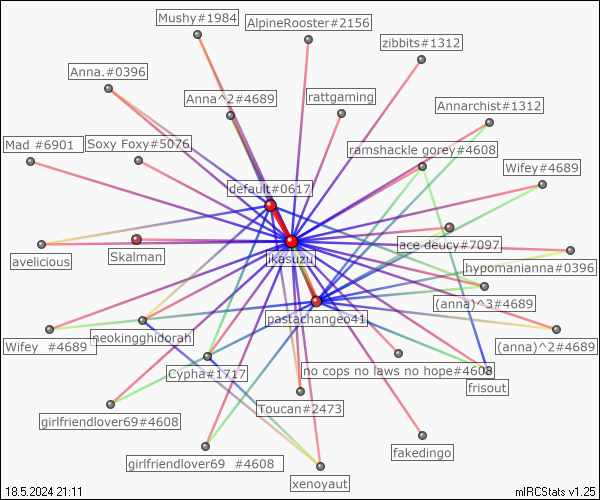 Mushy#1984
AlpineRooster#2156
zibbits#1312
Anna.#0396
Anna^2#4689
rattgaming
Annarchist#1312
Mad #6901
Soxy Foxy#5076
ramshackle gorey#4608
Wifey#4689
default#0617
ace deucy#7097
avelicious
Skalman
ikasuzu
hypomanianna#0396
(anna)^3#4689
pastachangeo41
Wifey #4689
neokingghidorah
(anna)^2#4689
Cypha#1717
no cops no laws no hope#4608
frisout
girlfriendlover69#4608
Toucan#2473
girlfriendlover69 #4608
fakedingo
xenoyaut
18.5.2024 21:11
mIRCStats v1.25